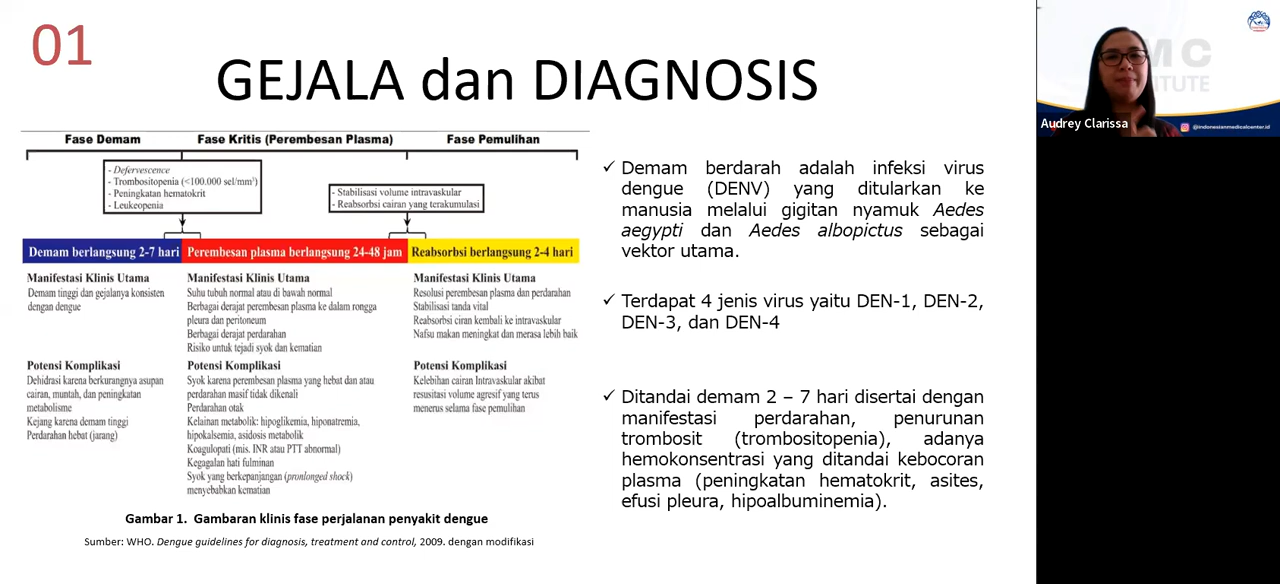 01
GEJALA dan DIAGNOSIS
Fase Demam
Fase Kritis (Perembesan Plasma)
Fase Pemulihan
- Defervescence
- Trombositopenia (<100.000 sel/mm³)
- Peningkatan hematokrit
- Leukeopenia
- Stabilisasi volume intravaskular
- Reabsorbsi cairan yang terakumulasi
Demam berlangsung 2-7 hari
Perembesan plasma berlangsung 24-48 jam
Reabsorbsi berlangsung 2-4 hari
Manifestasi Klinis Utama
Demam tinggi dan gejalanya konsisten
dengan dengue
Potensi Komplikasi
Dehidrasi karena berkurangnya asupan
cairan, muntah, dan peningkatan
metabolisme
Kejang karena demam tinggi
Perdarahan hebat (jarang)
Manifestasi Klinis Utama
Suhu tubuh normal atau di bawah normal
Berbagai derajat perembesan plasma ke dalam rongga
pleura dan peritoneum
Berbagai derajat perdarahan
Risiko untuk tejadi syok dan kematian
Potensi Komplikasi
Syok karena perembesan plasma yang hebat dan atau
perdarahan masif tidak dikenali
Perdarahan otak
Kelainan metabolik: hipoglikemia, hiponatremia,
hipokalsemia, asidosis metabolik
Koagulopati (mis. INR atau PTT abnormal)
Kegagalan hati fulminan
Syok yang berkepanjangan (pronlonged shock)
menyebabkan kematian
Manifestasi Klinis Utama
Resolusi perembesan plasma dan perdarahan
Stabilisasi tanda vital
Reabsorbsi ciran kembali ke intravaskular
Nafsu makan meningkat dan merasa lebih baik
Potensi Komplikasi
Kelebihan cairan Intravaskular akibat
resusitasi volume agresif yang terus
menerus selama fase pemulihan
Gambar 1. Gambaran klinis fase perjalanan penyakit dengue
Sumber: WHO. Dengue guidelines for diagnosis, treatment and control, 2009. dengan modifikasi
✓ Demam berdarah adalah infeksi virus
dengue (DENV) yang ditularkan ke
manusia melalui gigitan nyamuk Aedes
aegypti dan Aedes albopictus sebagai
vektor utama.
✓ Terdapat 4 jenis virus yaitu DEN-1, DEN-2,
DEN-3, dan DEN-4
✓ Ditandai demam 2 – 7 hari disertai dengan
manifestasi perdarahan, penurunan
trombosit (trombositopenia), adanya
hemokonsentrasi yang ditandai kebocoran
plasma (peningkatan hematokrit, asites,
efusi pleura, hipoalbuminemia).
MC
ITUTE
Audrey Clarissa
@indonesianmedicalcenter.id